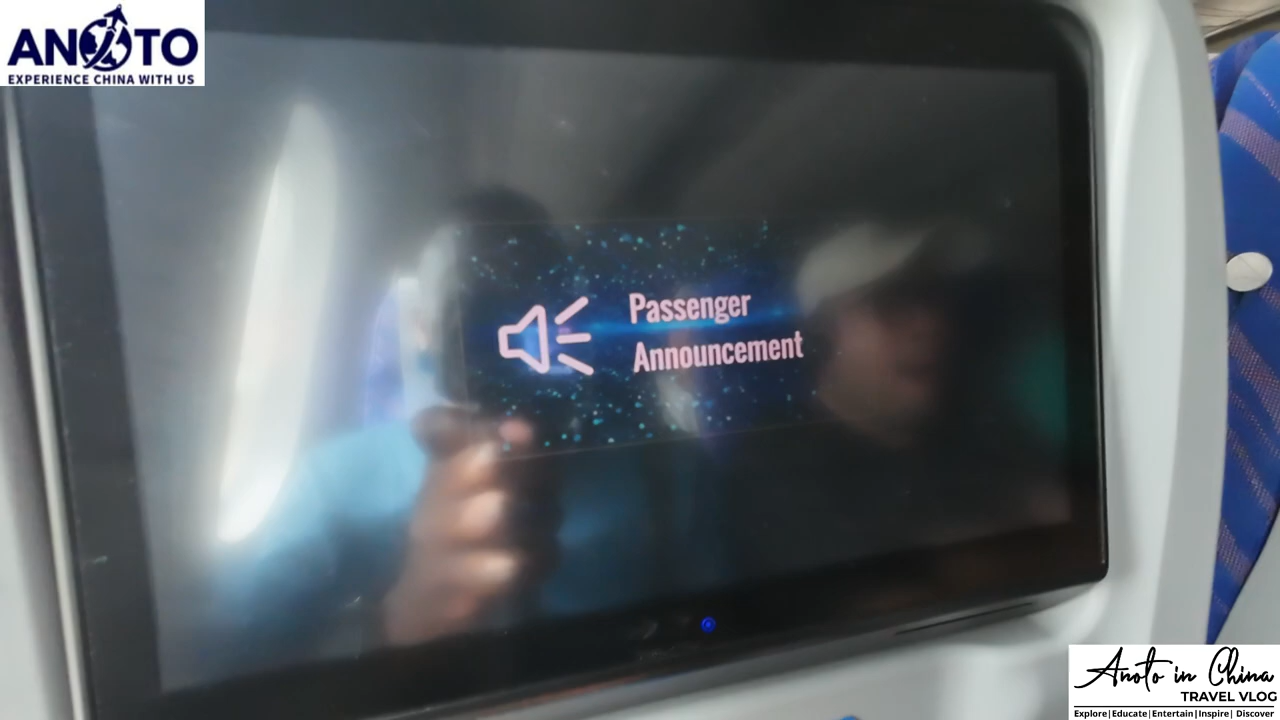 ANOTO
EXPERIENCE CHINA WITH US
Passenger
Announcement
Anoto in China
TRAVEL VLOG
Explore|Educate|Entertain|Inspire| Discover